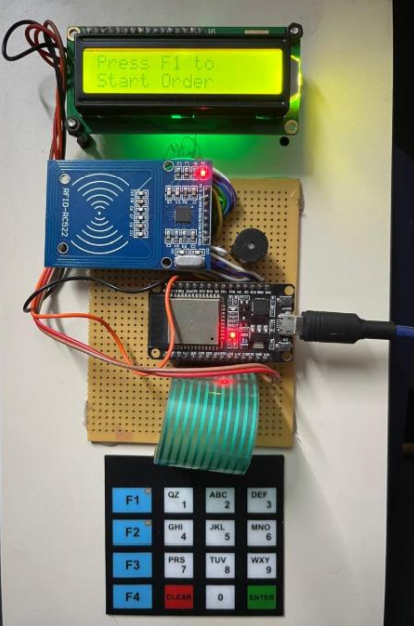 Press F1 to
Start Order
RFID-RC522
F1
QZ 1
ABC 2
DEF 3
F2
GHI 4
JKL 5
MNO 6
F3
PRS 7
TUV 8
WXY 9
F4
CLEAR
0
ENTER